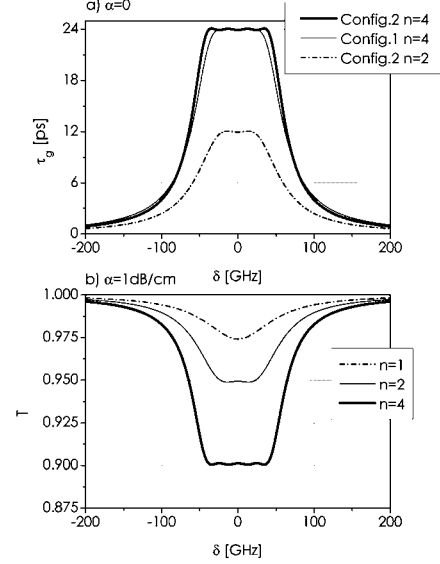 a) α=0
Config.2 n=4
Config.1 n=4
Config.2 n=2
24
18
12
6
0
τg [ps]
-200 -100 0 100 200
δ [GHz]
b) α=1dB/cm
1.000
0.975
0.950
0.925
0.900
0.875
T
n=1
n=2
n=4
-200 -100 0 100 200
δ [GHz]